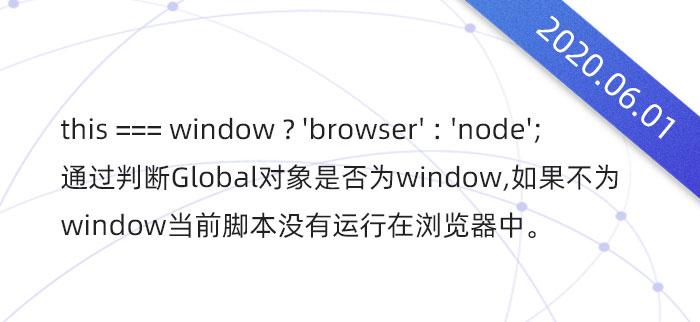 2020.06.01
this === window ? 'browser' : 'node';
通过判断Global对象是否为window,如果不为
window当前脚本没有运行在浏览器中。